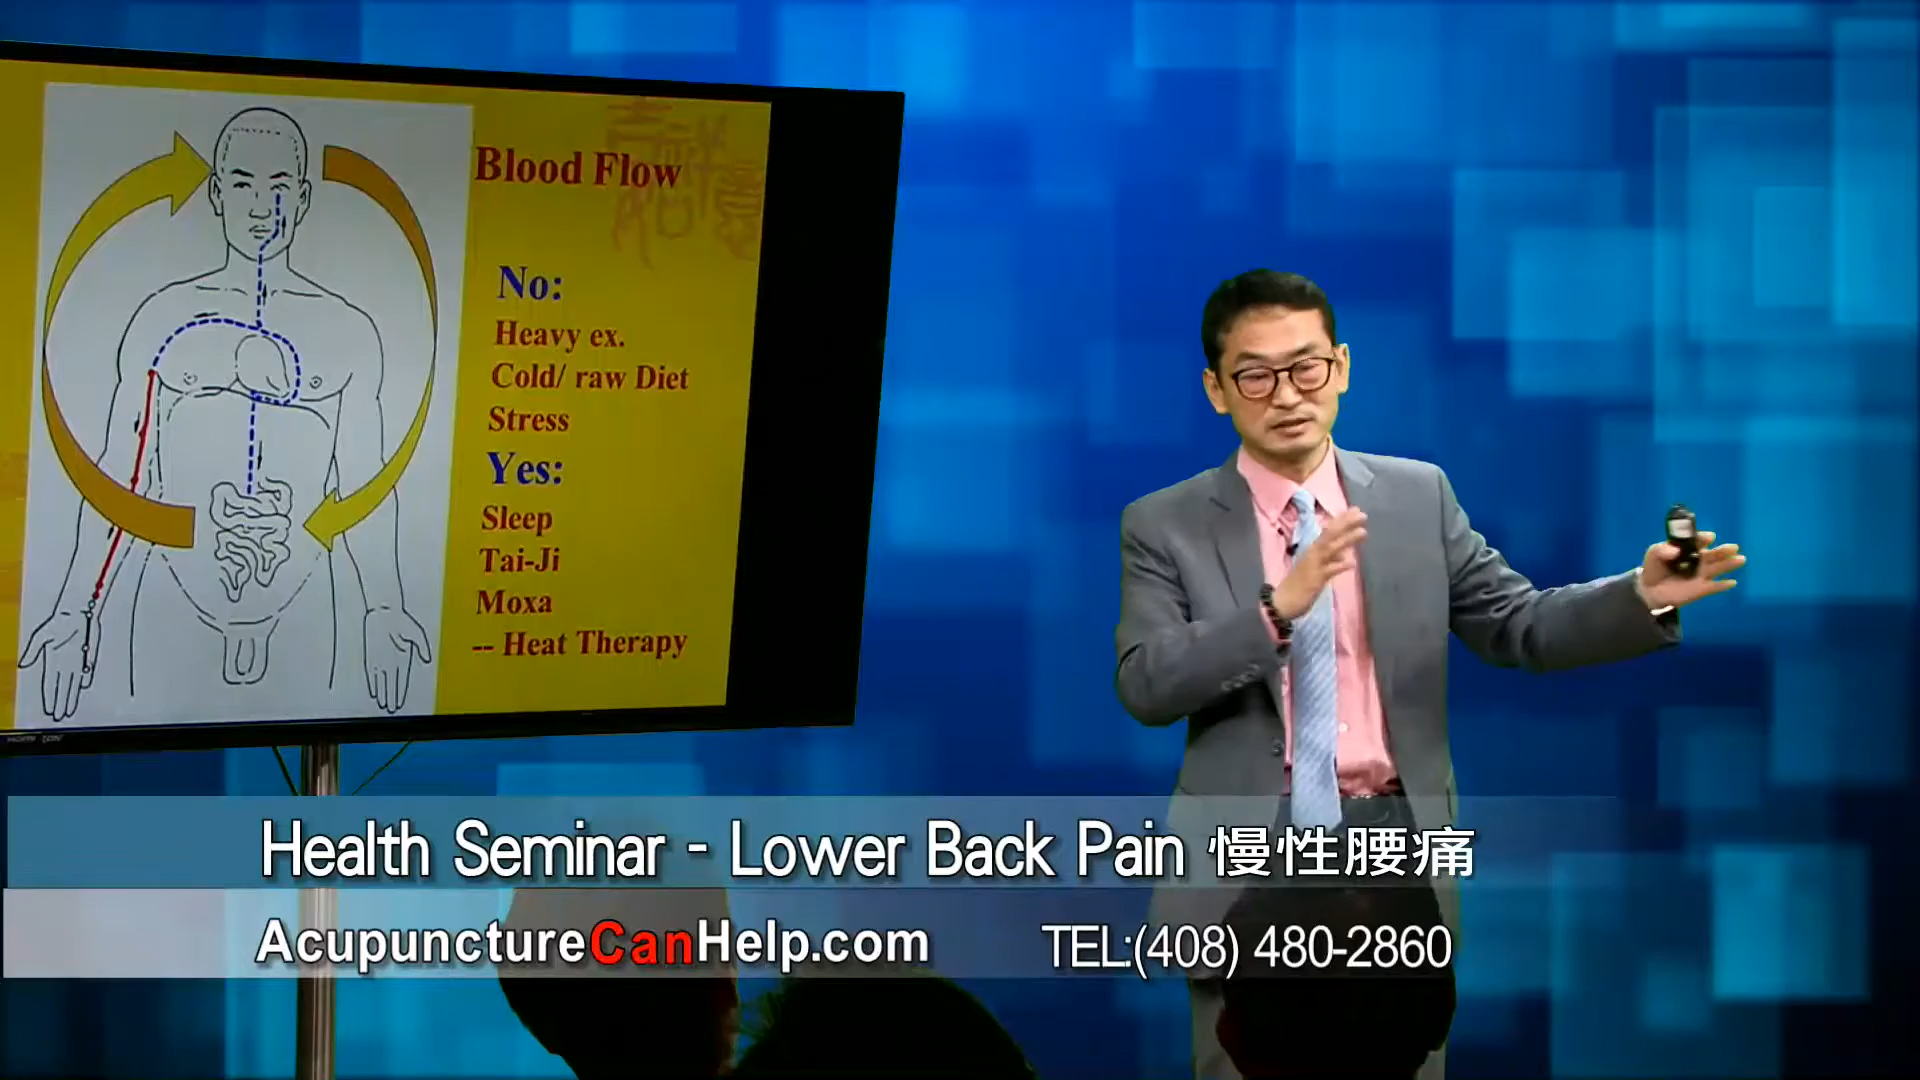 Blood Flow
No:
Heavy ex.
Cold/ raw Diet
Stress
Yes:
Sleep
Tai-Ji
Moxa
-- Heat Therapy
Health Seminar - Lower Back Pain 慢性腰痛
AcupunctureCanHelp.com TEL:(408) 480-2860